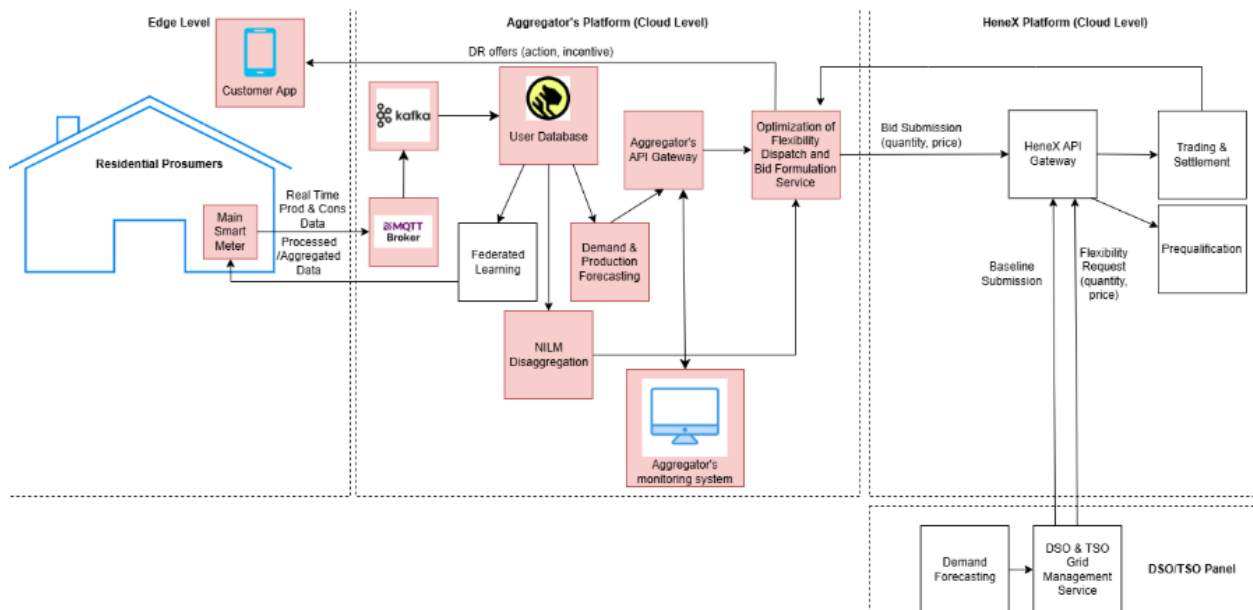 Edge Level
Aggregator's Platform (Cloud Level)
HeneX Platform (Cloud Level)
DR offers (action, incentive)
Customer App
kafka
User Database
Residential Prosumers
Aggregator's
API Gateway
Optimization of
Flexibility
Dispatch and
Bid Formulation
Service
Bid Submission
(quantity, price)
HeneX API
Gateway
Trading &
Settlement
Real Time
Prod & Cons
Data
Processed
/Aggregated
Data
Main
Smart
Meter
MQTT
Broker
Federated
Learning
Demand &
Production
Forecasting
Baseline
Submission
Flexibility
Request
(quantity,
price)
Prequalification
NILM
Disaggregation
Aggregator's
monitoring system
Demand
Forecasting
DSO & TSO
Grid
Management
Service
DSO/TSO Panel